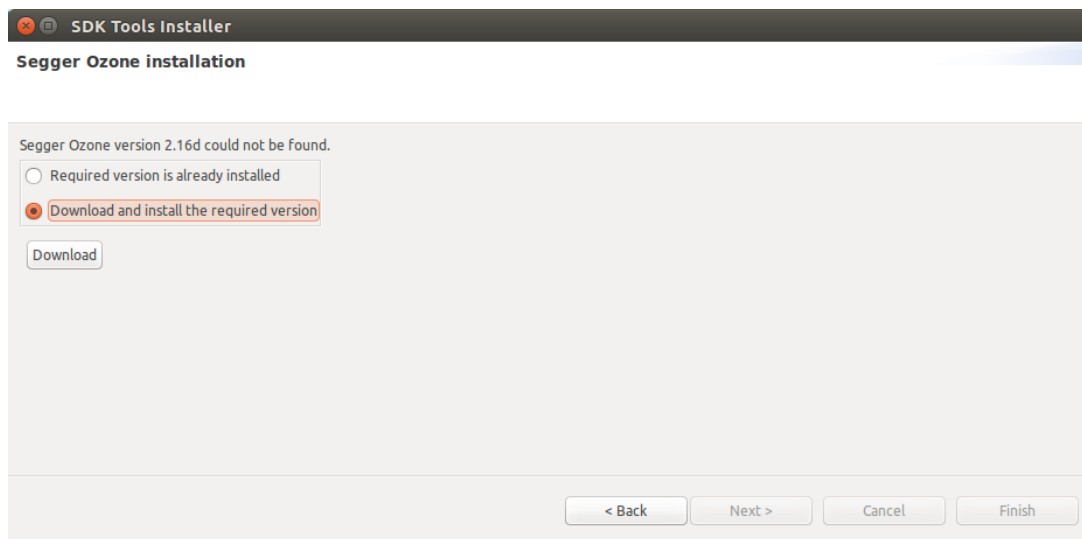 SDK Tools Installer
Segger Ozone installation
Segger Ozone version 2.16d could not be found.
Required version is already installed
Download and install the required version
Download
< Back Next > Cancel Finish